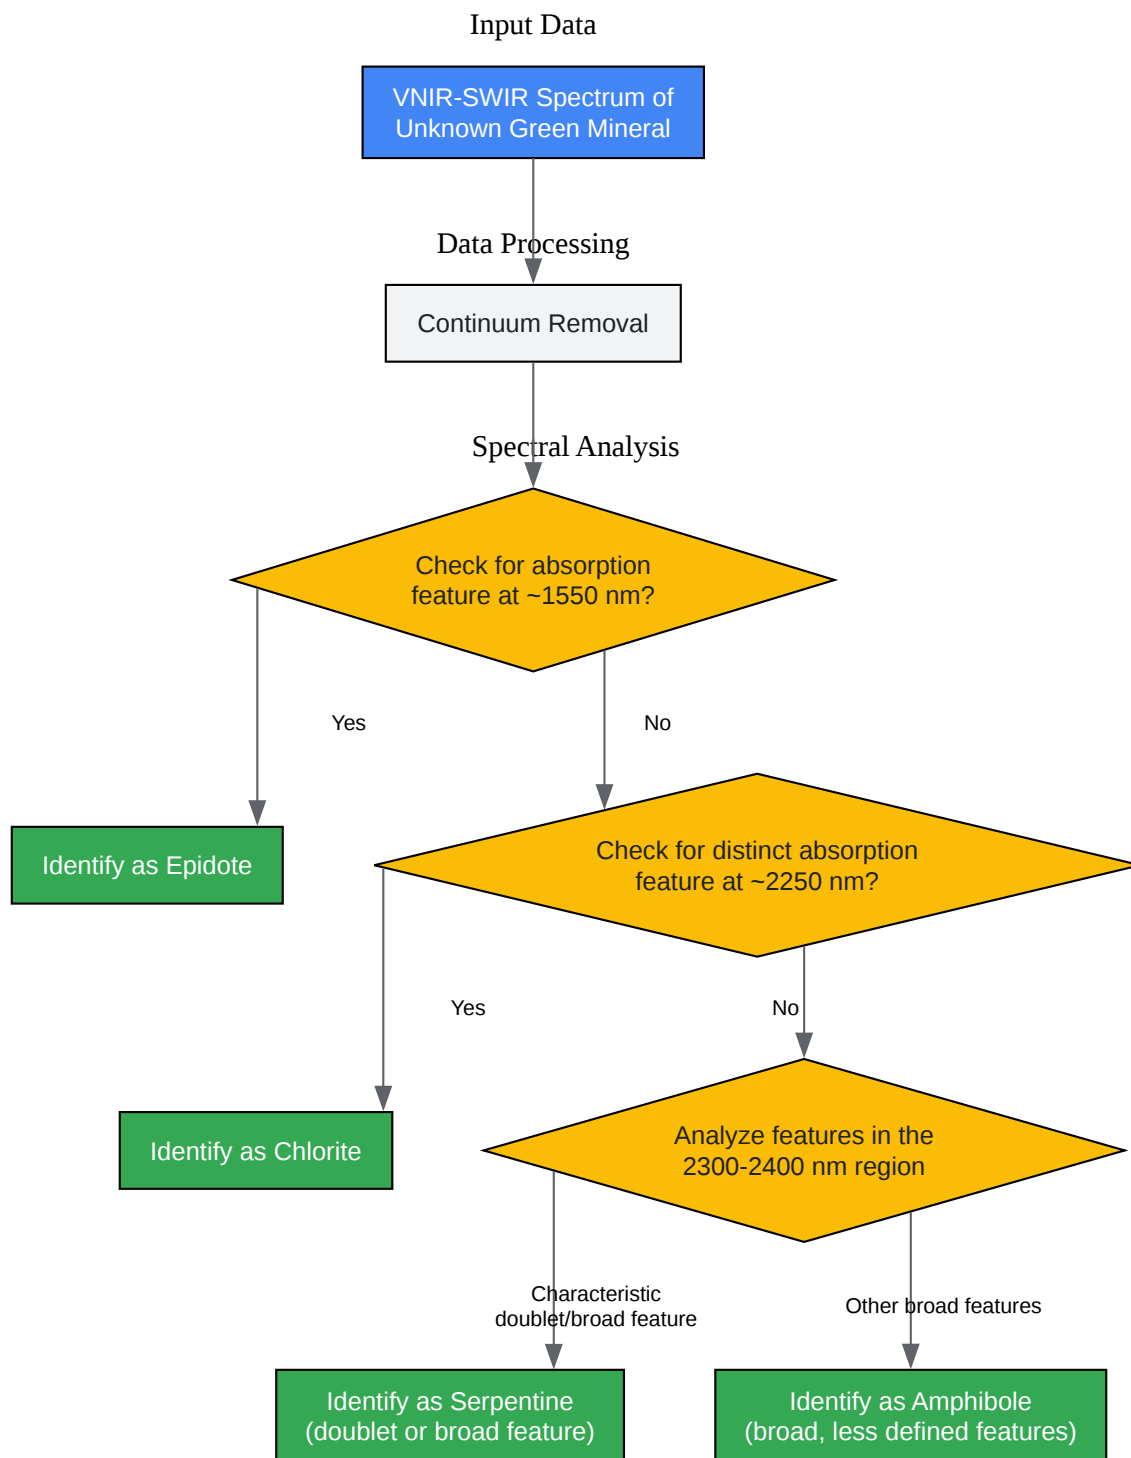 Input Data
VNIR-SWIR Spectrum of
Unknown Green Mineral
Data Processing
Continuum Removal
Spectral Analysis
Check for absorption
feature at ~1550 nm?
Yes
No
Identify as Epidote
Check for distinct absorption
feature at ~2250 nm?
Yes
No
Identify as Chlorite
Analyze features in the
2300-2400 nm region
Characteristic
doublet/broad feature
Other broad features
Identify as Serpentine
(doublet or broad feature)
Identify as Amphibole
(broad, less defined features)